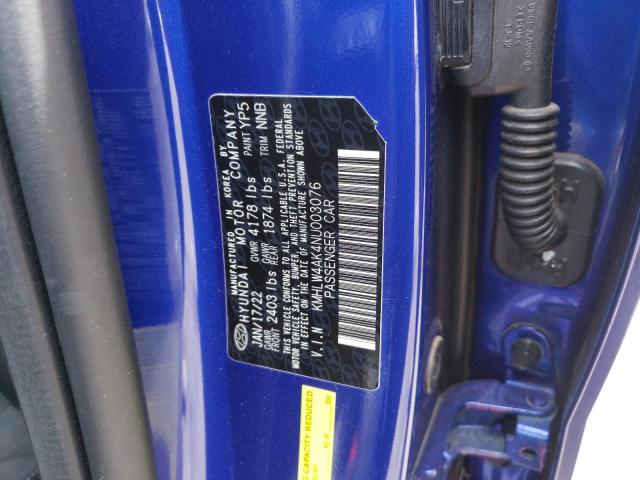 MANUFACTURED IN KOREA BY
HYUNDAI MOTOR COMPANY
JAN/17/22 GVWR 4178 lbs PAINT YP5
GAWR FRONT 2403 lbs GAWR REAR 1874 lbs TRIM NNB
THIS VEHICLE CONFORMS TO ALL APPLICABLE U.S.A. FEDERAL
MOTOR VEHICLE SAFETY, BUMPER, AND THEFT PREVENTION STANDARDS
IN EFFECT ON THE DATE OF MANUFACTURE SHOWN ABOVE
V.I.N KMHLW4AK4NU003076
PASSENGER CAR
CAPACITY REDUCED